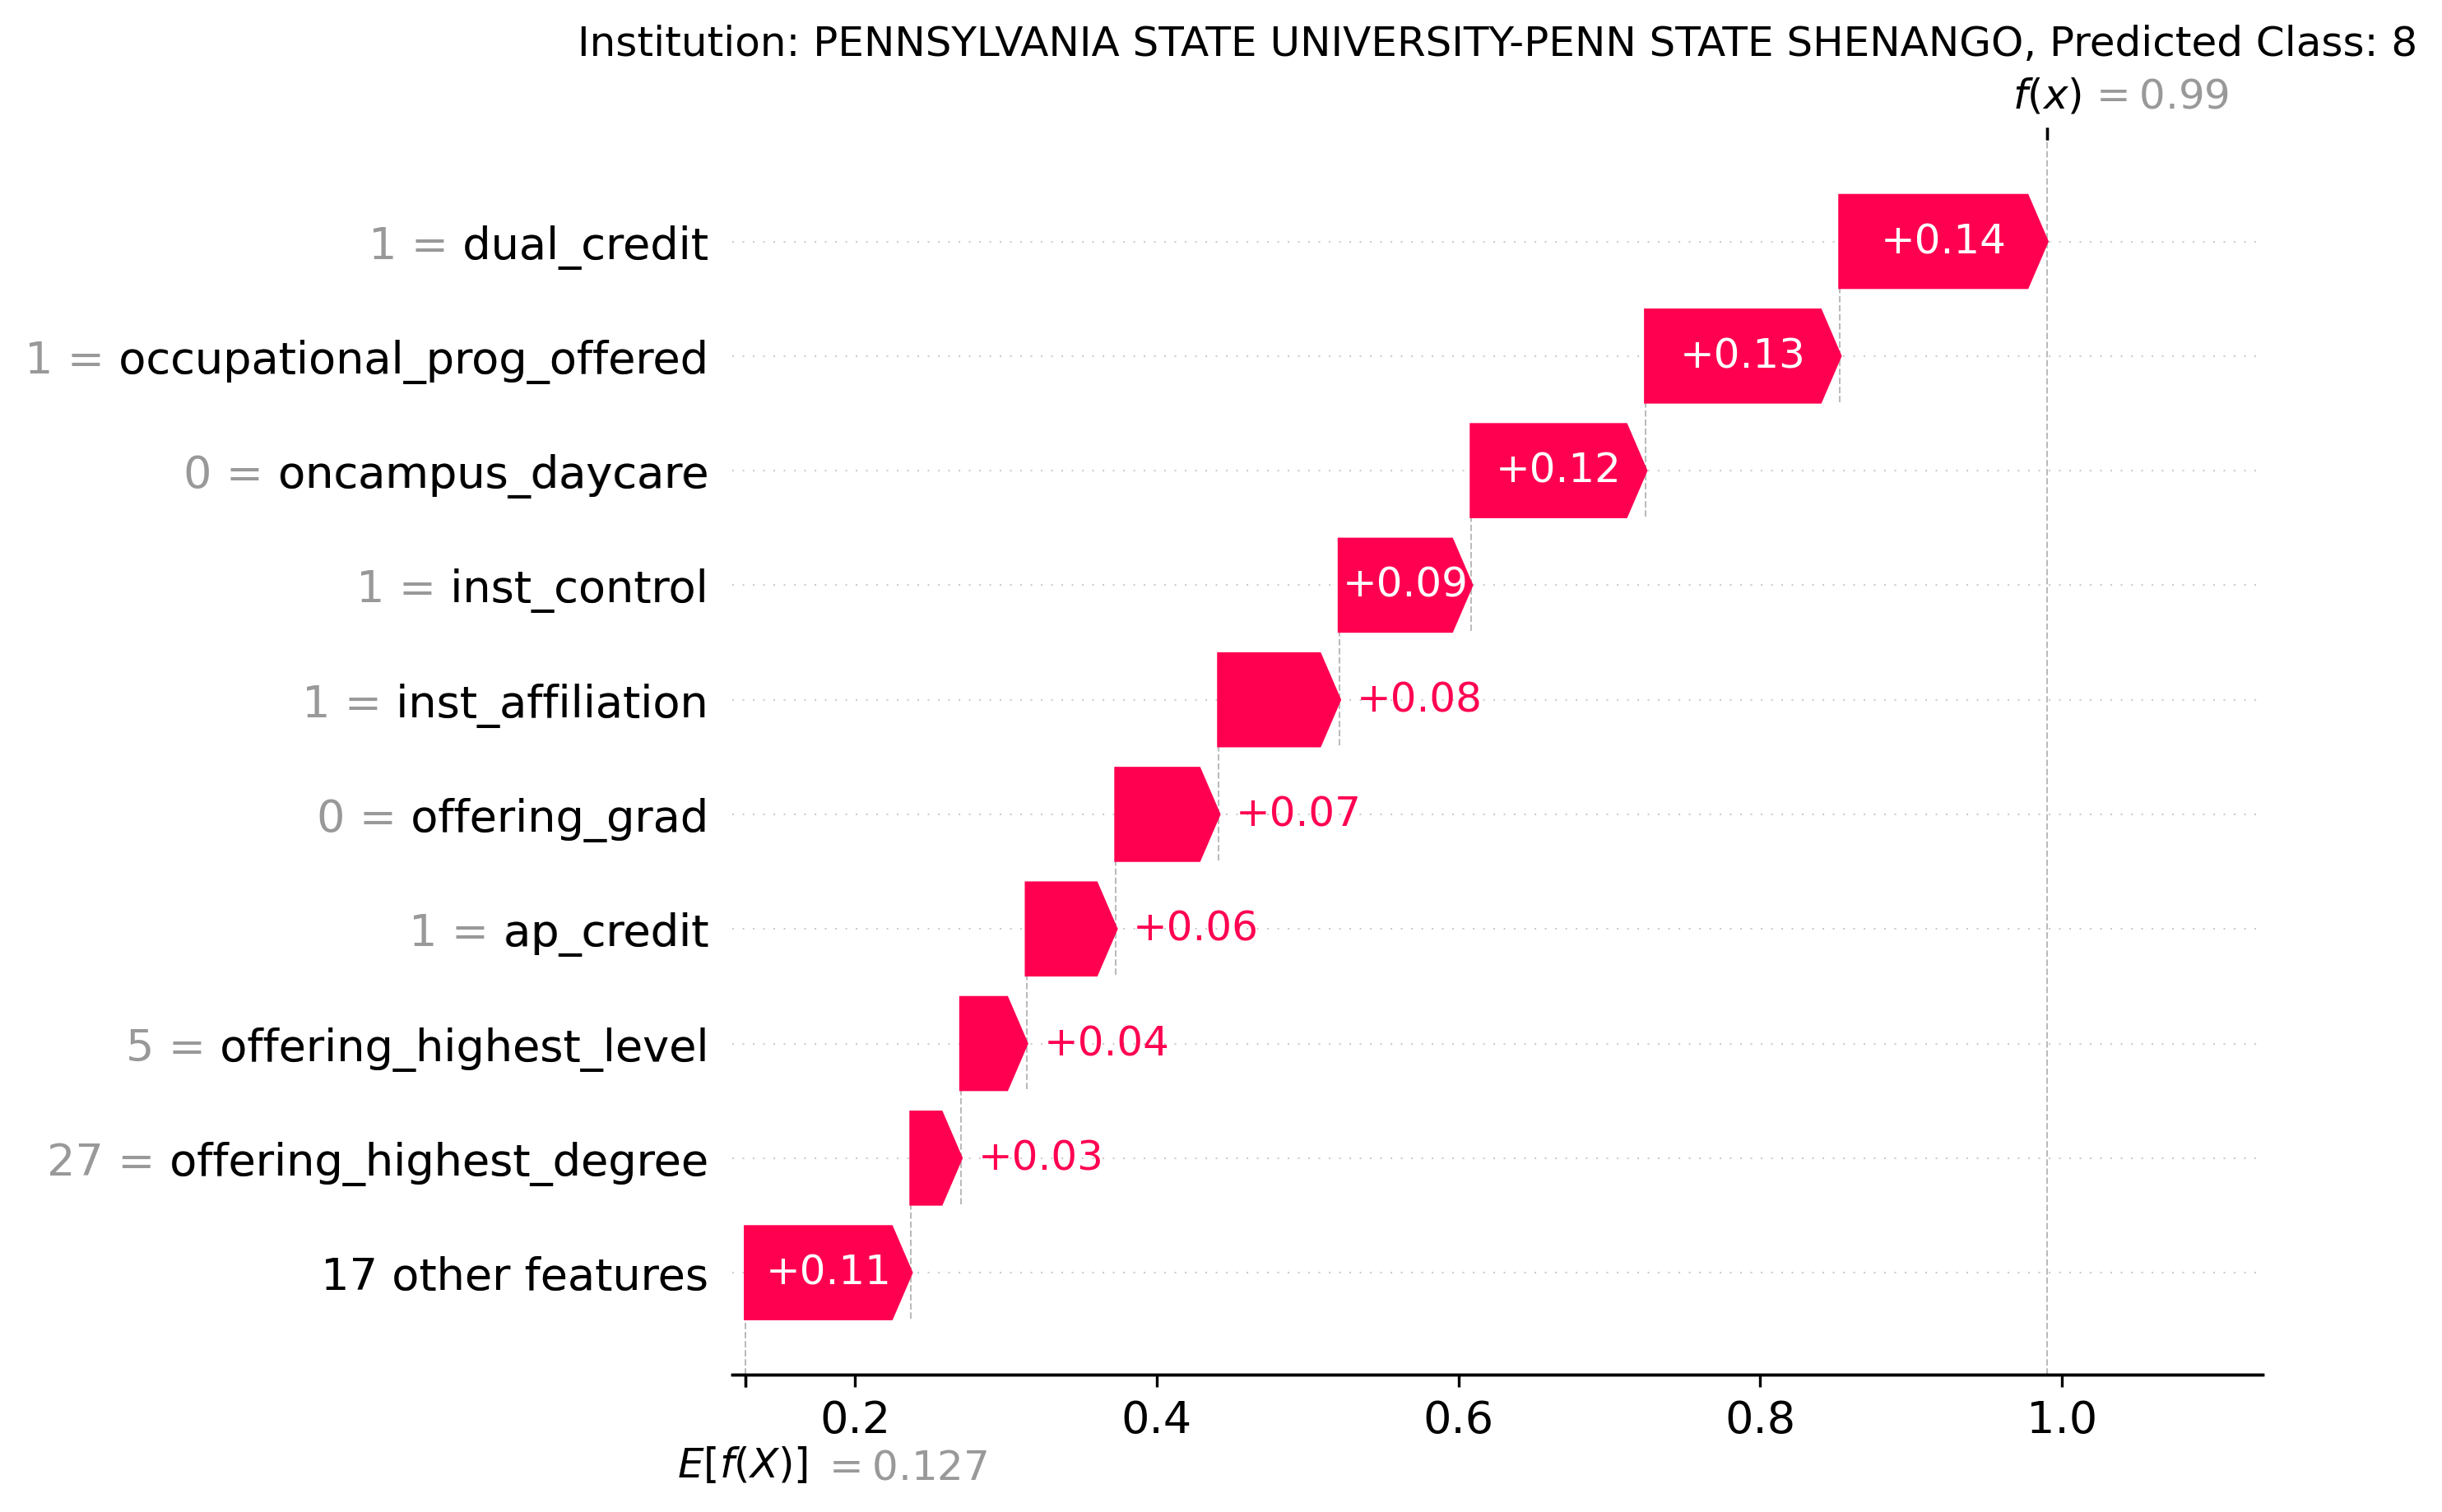 Institution: PENNSYLVANIA STATE UNIVERSITY-PENN STATE SHENANGO, Predicted Class: 8
f(x) = 0.99
1 = dual_credit +0.14
1 = occupational_prog_offered +0.13
0 = oncampus_daycare +0.12
1 = inst_control +0.09
1 = inst_affiliation +0.08
0 = offering_grad +0.07
1 = ap_credit +0.06
5 = offering_highest_level +0.04
27 = offering_highest_degree +0.03
17 other features +0.11
0.2 0.4 0.6 0.8 1.0
E[f(X)] = 0.127